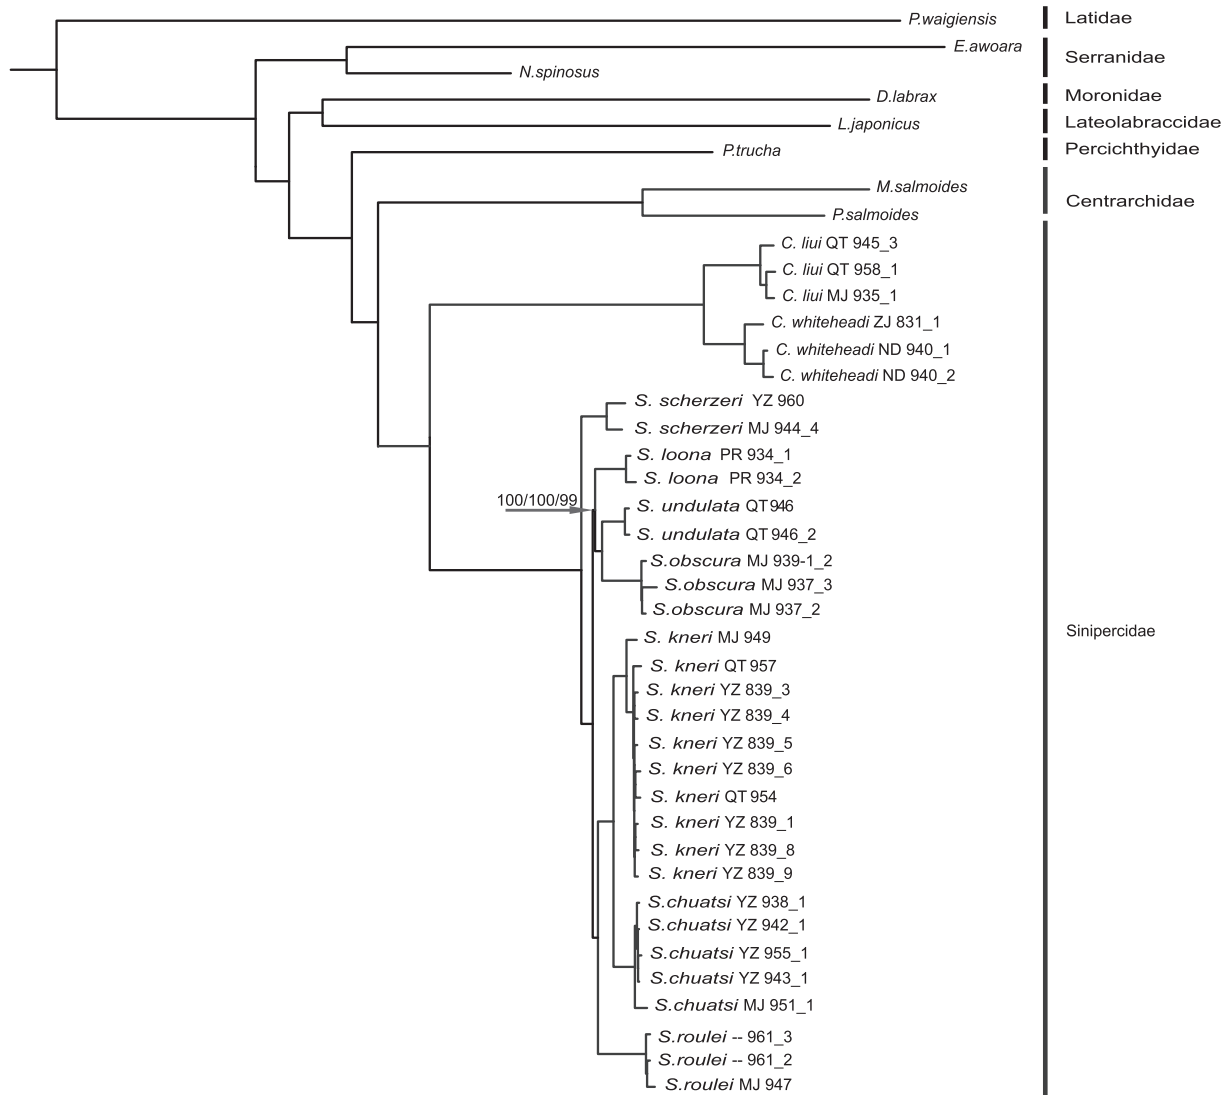 P.waigiensis
Latidae
E.awoara
Serranidae
N.spinosus
D.labrax
Moronidae
L.japonicus
Lateolabraccidae
P.trucha
Percichthyidae
M.salmoides
Centrarchidae
P.salmoides
C. liui QT 945_3
C. liui QT 958_1
C. liui MJ 935_1
C. whiteheadi ZJ 831_1
C. whiteheadi ND 940_1
C. whiteheadi ND 940_2
S. scherzeri YZ 960
S. scherzeri MJ 944_4
S. loona PR 934_1
S. loona PR 934_2
100/100/99
S. undulata QT946
S. undulata QT 946_2
S.obscura MJ 939-1_2
S.obscura MJ 937_3
S.obscura MJ 937_2
Sinipercidae
S. kneri MJ 949
S. kneri QT 957
S. kneri YZ 839_3
S. kneri YZ 839_4
S. kneri YZ 839_5
S. kneri YZ 839_6
S. kneri QT 954
S. kneri YZ 839_1
S. kneri YZ 839_8
S. kneri YZ 839_9
S.chuatsi YZ 938_1
S.chuatsi YZ 942_1
S.chuatsi YZ 955_1
S.chuatsi YZ 943_1
S.chuatsi MJ 951_1
S.roulei -- 961_3
S.roulei -- 961_2
S.roulei MJ 947